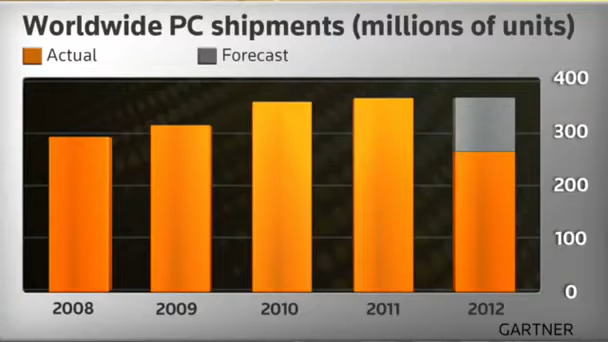 Worldwide PC shipments (millions of units)
Actual Forecast
400
300
200
100
0
2008 2009 2010 2011 2012
GARTNER